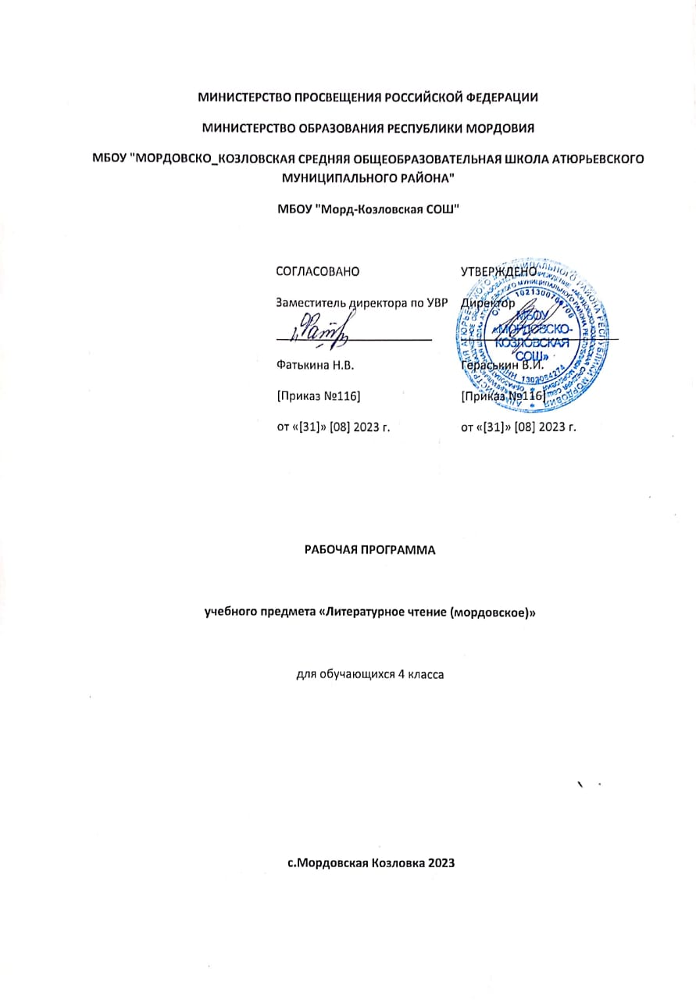 МИНИСТЕРСТВО ПРОСВЕЩЕНИЯ РОССИЙСКОЙ ФЕДЕРАЦИИ
МИНИСТЕРСТВО ОБРАЗОВАНИЯ РЕСПУБЛИКИ МОРДОВИЯ
МБОУ "МОРДОВСКО_КОЗЛОВСКАЯ СРЕДНЯЯ ОБЩЕОБРАЗОВАТЕЛЬНАЯ ШКОЛА АТЮРЬЕВСКОГО
МУНИЦИПАЛЬНОГО РАЙОНА"
МБОУ "Морд-Козловская СОШ"
СОГЛАСОВАНО
Заместитель директора по УВР
Фатькина Н.В.
[Приказ №116]
от «[31]» [08] 2023 г.
УТВЕРЖДЕНО
Директор
МБОУ
«МОРДОВСКО-
КОЗЛОВСКАЯ
СОШ»
Гераськин В.И.
[Приказ №116]
от «[31]» [08] 2023 г.
РАБОЧАЯ ПРОГРАММА
учебного предмета «Литературное чтение (мордовское)»
для обучающихся 4 класса
с.Мордовская Козловка 2023